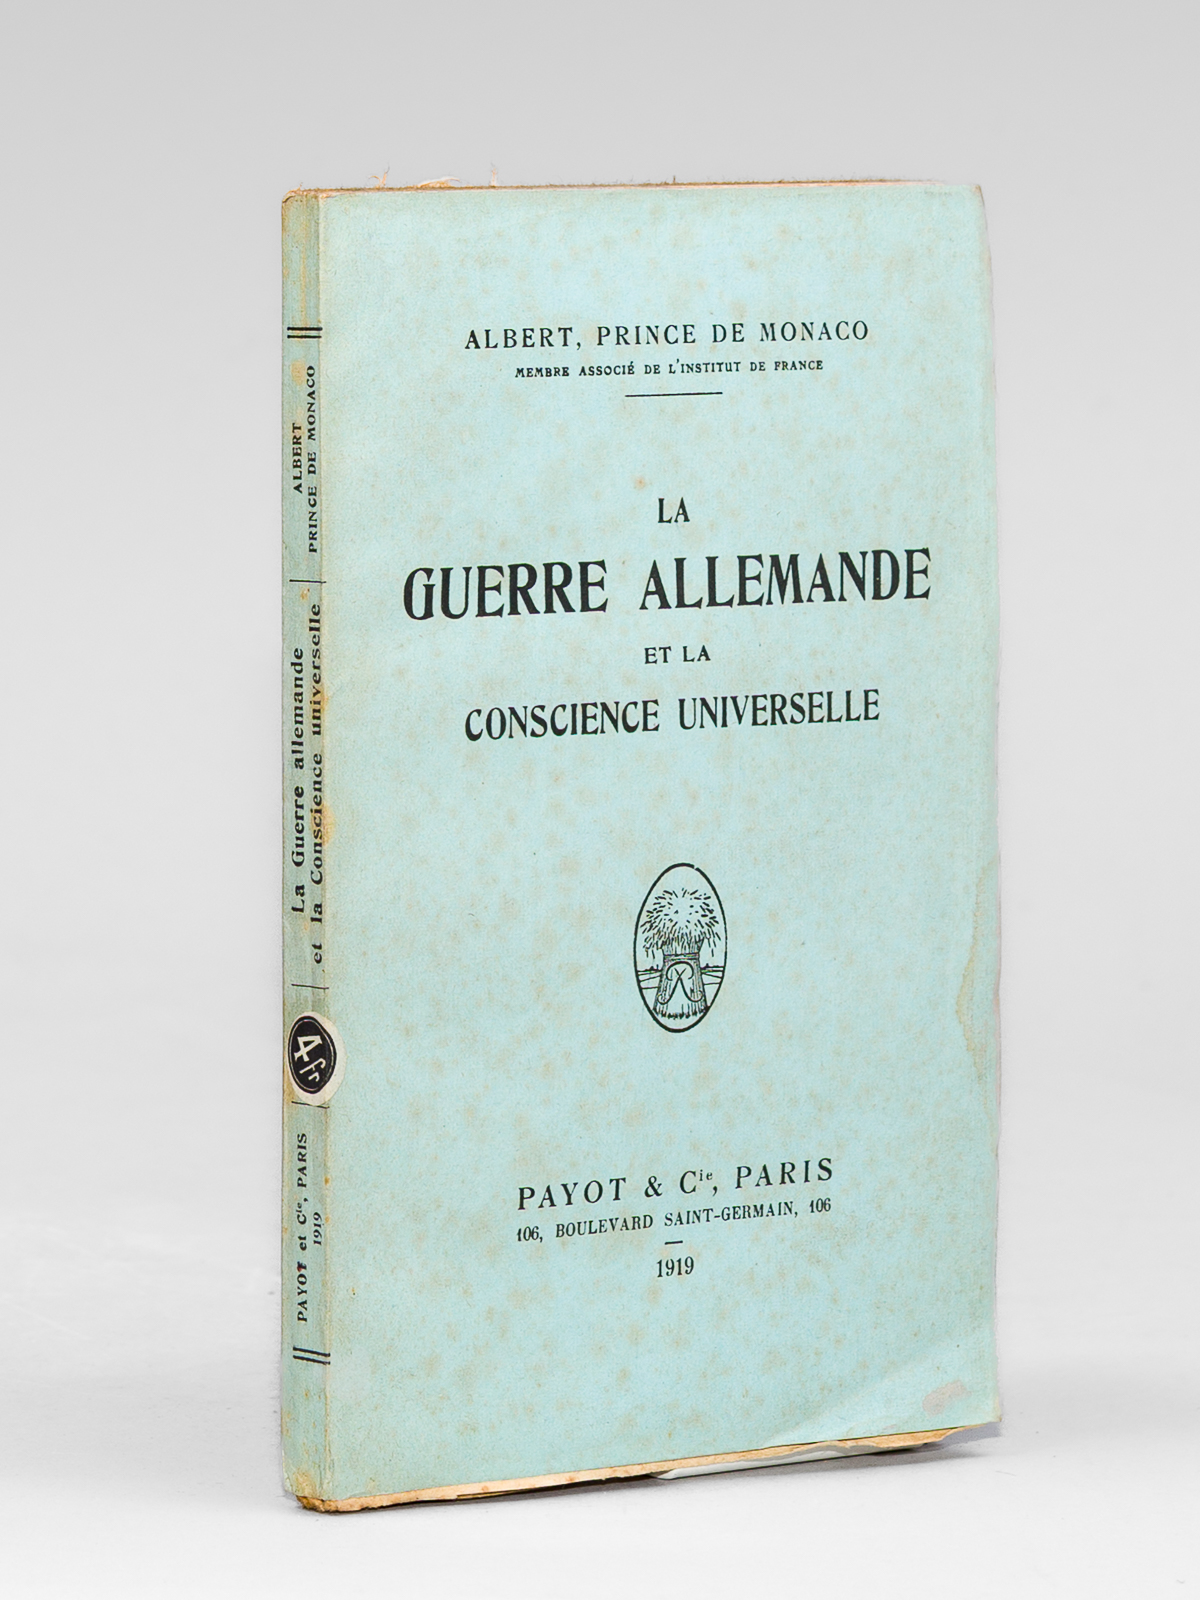 ALBERT, PRINCE DE MONACO
MEMBRE ASSOCIÉ DE L'INSTITUT DE FRANCE
LA
GUERRE ALLEMANDE
ET LA
CONSCIENCE UNIVERSELLE
PAYOT & Cie, PARIS
106, BOULEVARD SAINT-GERMAIN, 106
1919
ALBERT
PRINCE DE MONACO
La Guerre allemande
et la Conscience universelle
4 fr
PAYOT et Cie, PARIS
1919